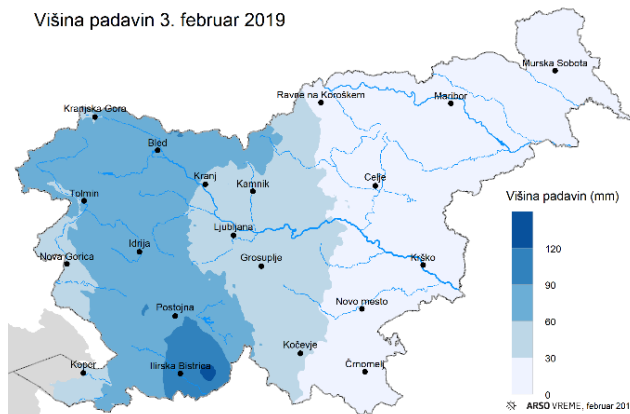 Višina padavin 3. februar 2019
Murska Sobota
Ravne na Koroškem
Maribor
Kranjska Gora
Bled
Kranj
Kamnik
Celje
Tolmin
Ljubljana
Idrija
Grosuplje
Nova Gorica
Krško
Postojna
Novo mesto
Kočevje
Koper
Ilirska Bistrica
Črnomelj
Višina padavin (mm)
120
90
60
30
0
ARSO VREME, februar 201